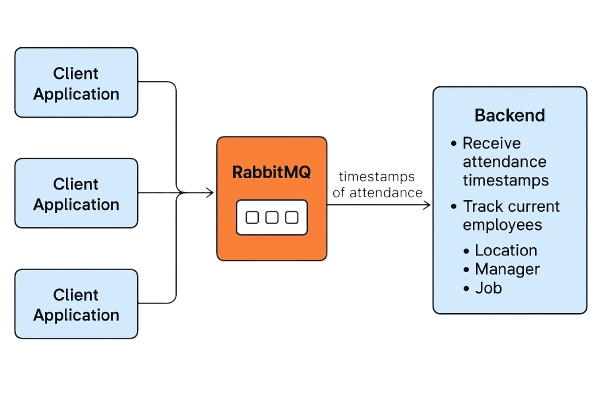 Client
Application
Client
Application
Client
Application
RabbitMQ
timestamps
of attendance
Backend
• Receive
attendance
timestamps
• Track current
employees
• Location
• Manager
• Job